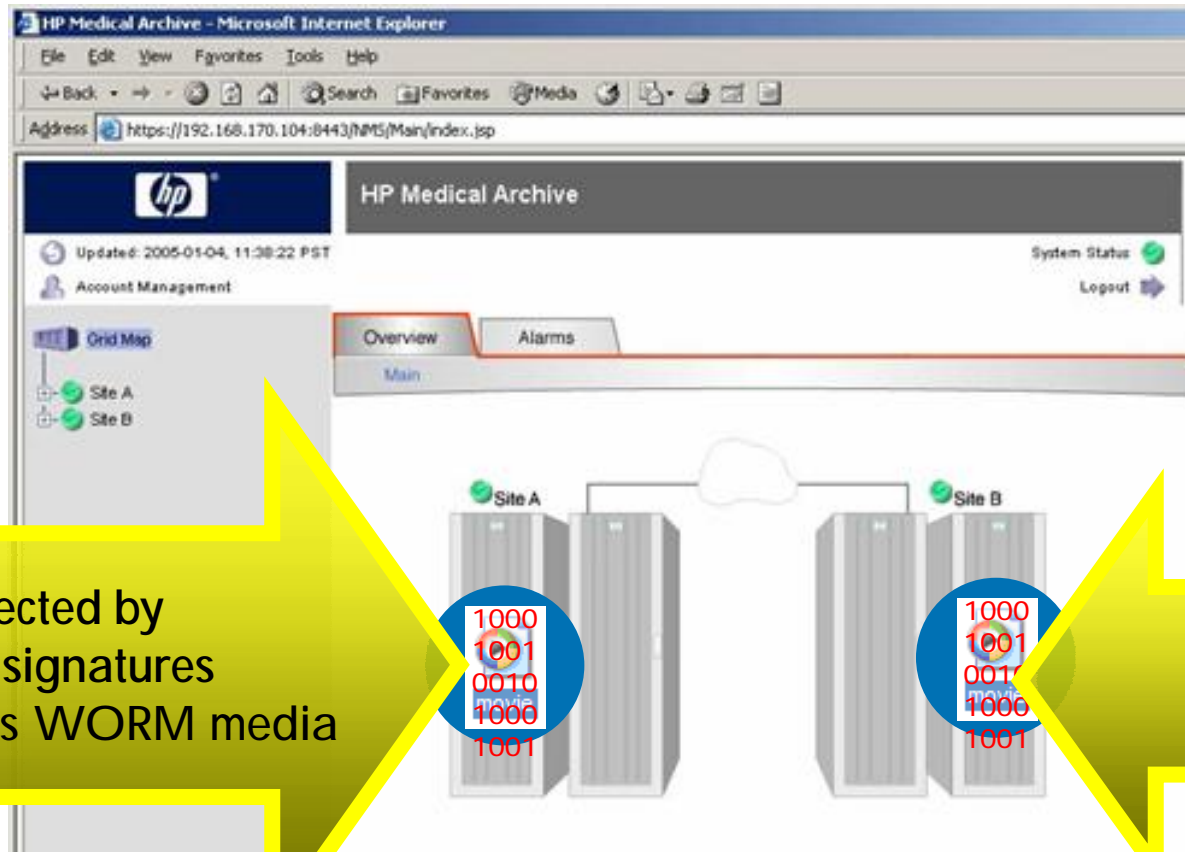 HP Medical Archive - Microsoft Internet Explorer
File Edit View Favorites Tools Help
Back Search Favorites Media
Address https://192.168.170.104:8443/NMS/Main/index.jsp
hp
HP Medical Archive
Updated: 2005-01-04, 11:38:22 PST
System Status
Account Management
Logout
Grid Map
Overview Alarms
Main
Site A
Site B
Site A
Site B
ected by
signatures
s WORM media
1000
1001
0010
movie
1000
1001
1000
1001
0010
movie
1000
1001